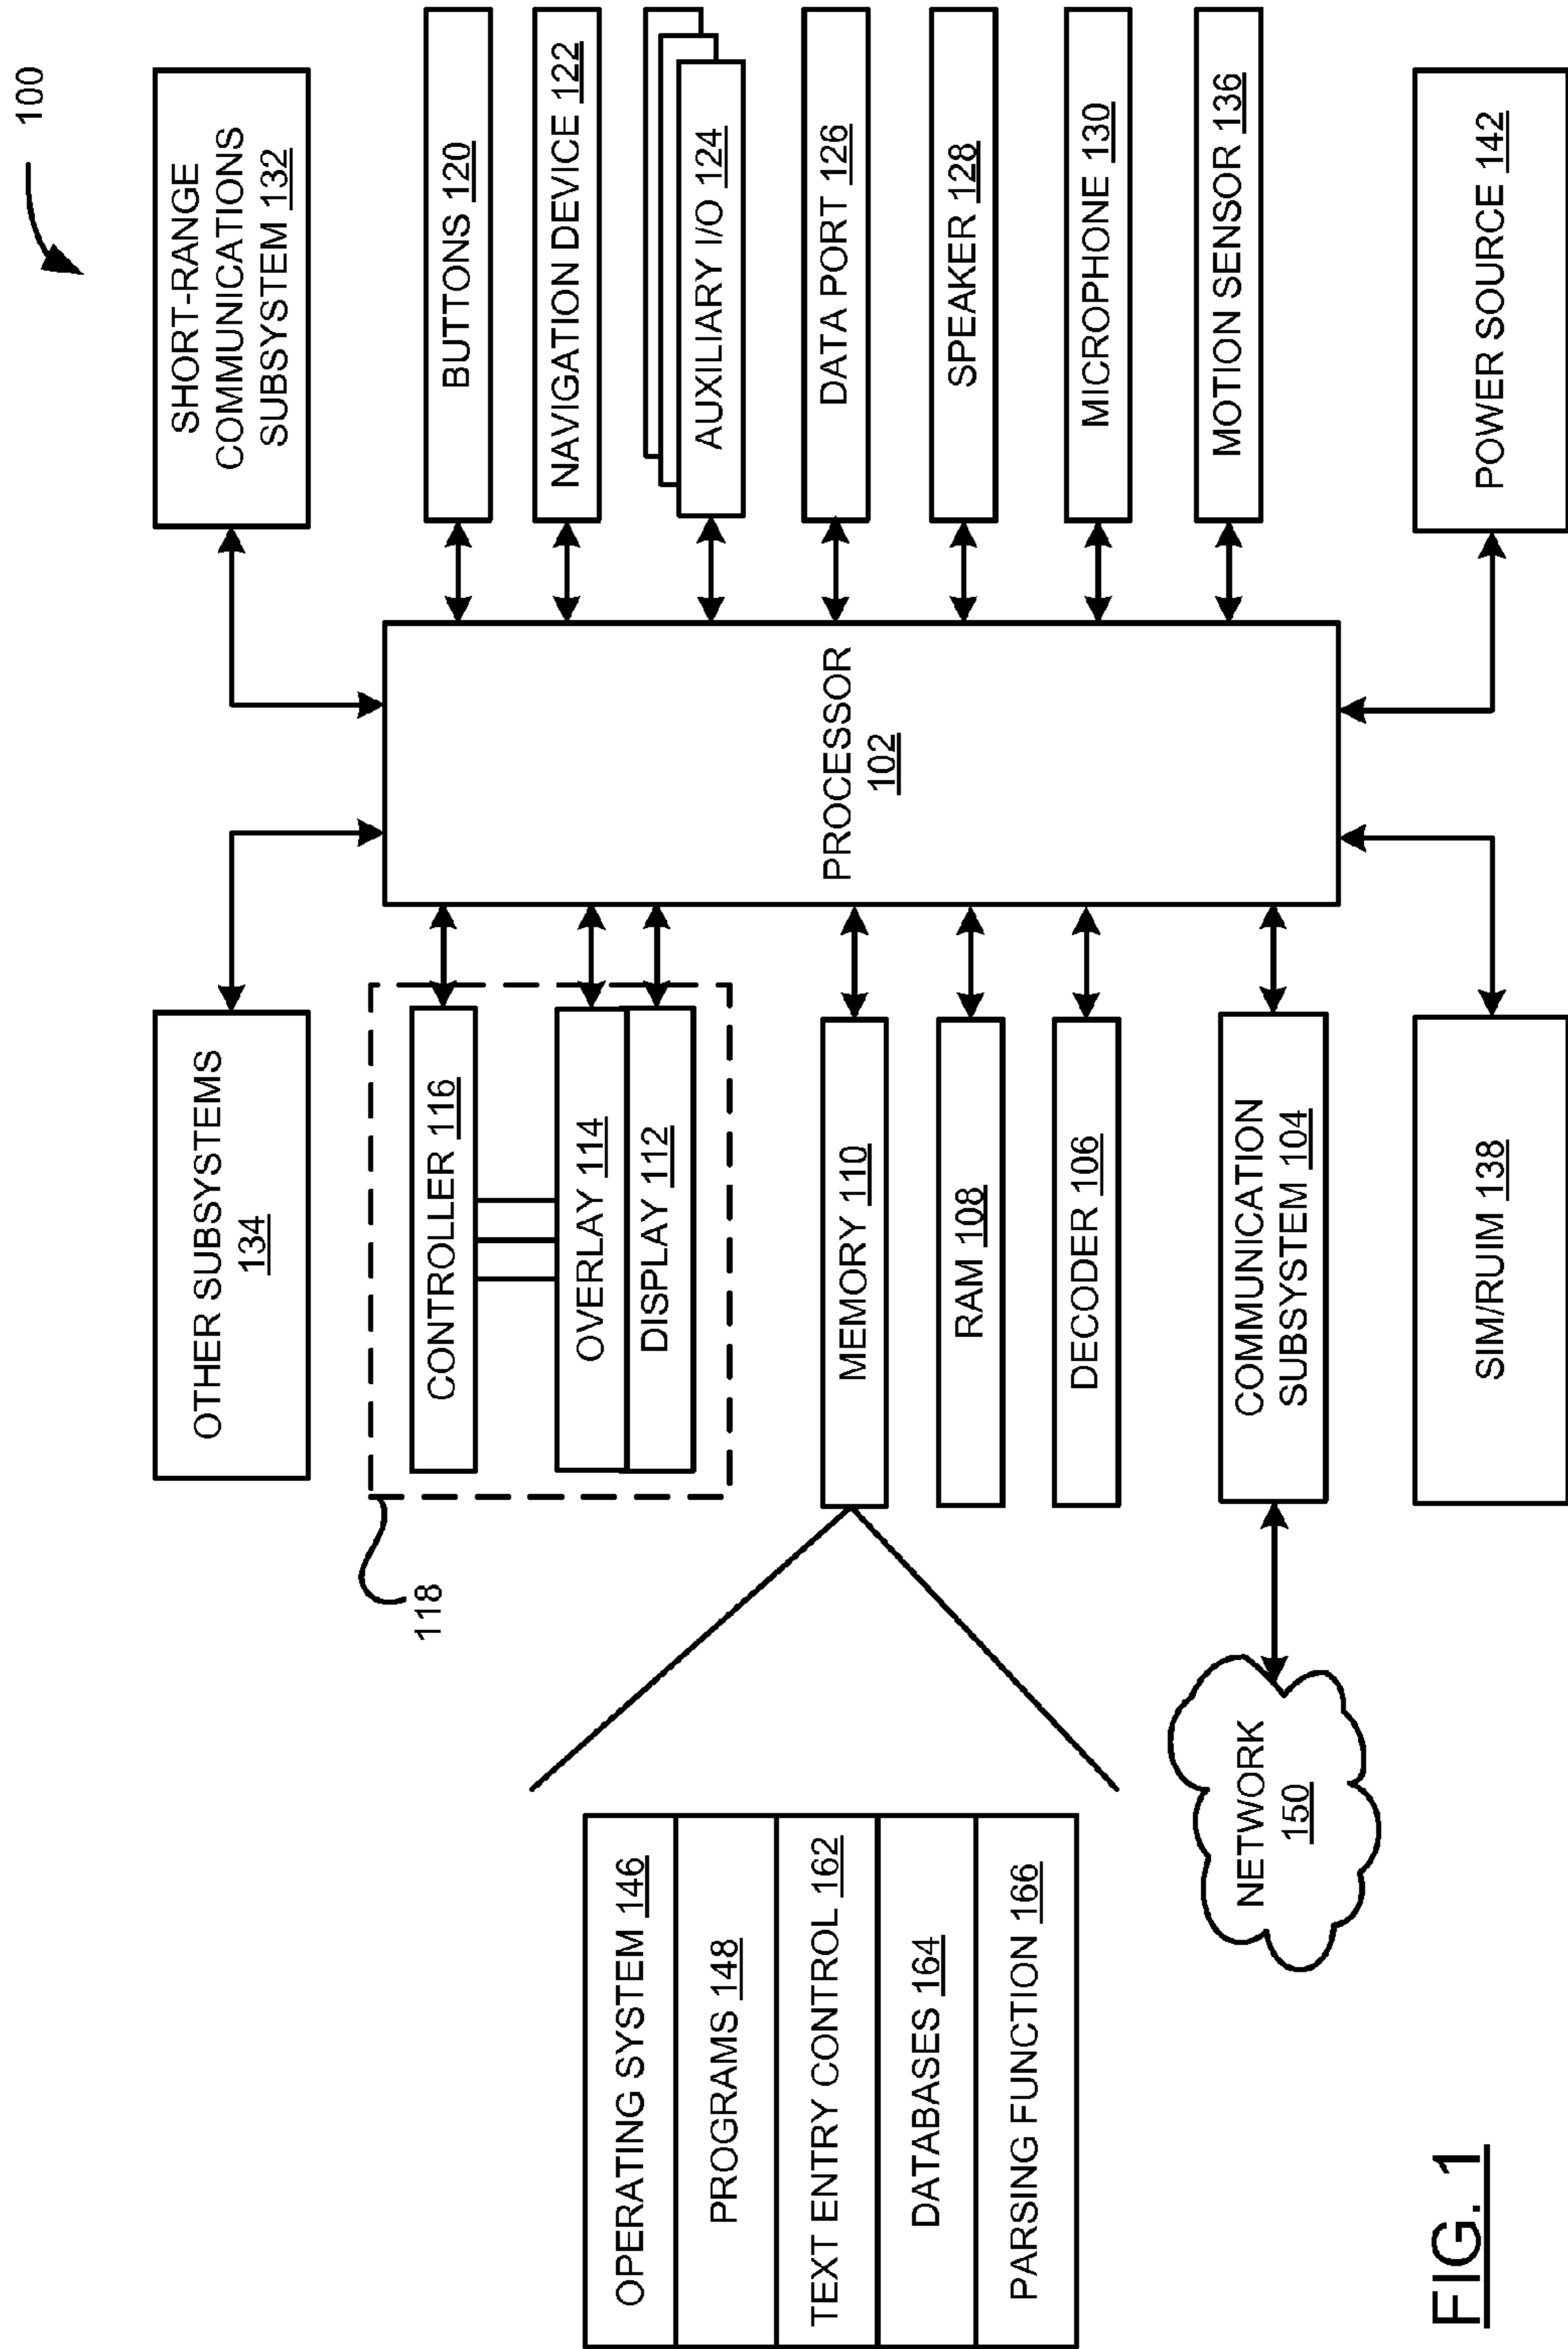 100
OTHER SUBSYSTEMS
134
SHORT-RANGE
COMMUNICATIONS
SUBSYSTEM 132
118
CONTROLLER 116
OVERLAY 114
DISPLAY 112
OPERATING SYSTEM 146
PROGRAMS 148
TEXT ENTRY CONTROL 162
DATABASES 164
PARSING FUNCTION 166
MEMORY 110
RAM 108
DECODER 106
COMMUNICATION
SUBSYSTEM 104
NETWORK
150
PROCESSOR
102
BUTTONS 120
NAVIGATION DEVICE 122
AUXILIARY I/O 124
DATA PORT 126
SPEAKER 128
MICROPHONE 130
MOTION SENSOR 136
SIM/RUIM 138
POWER SOURCE 142
FIG. 1